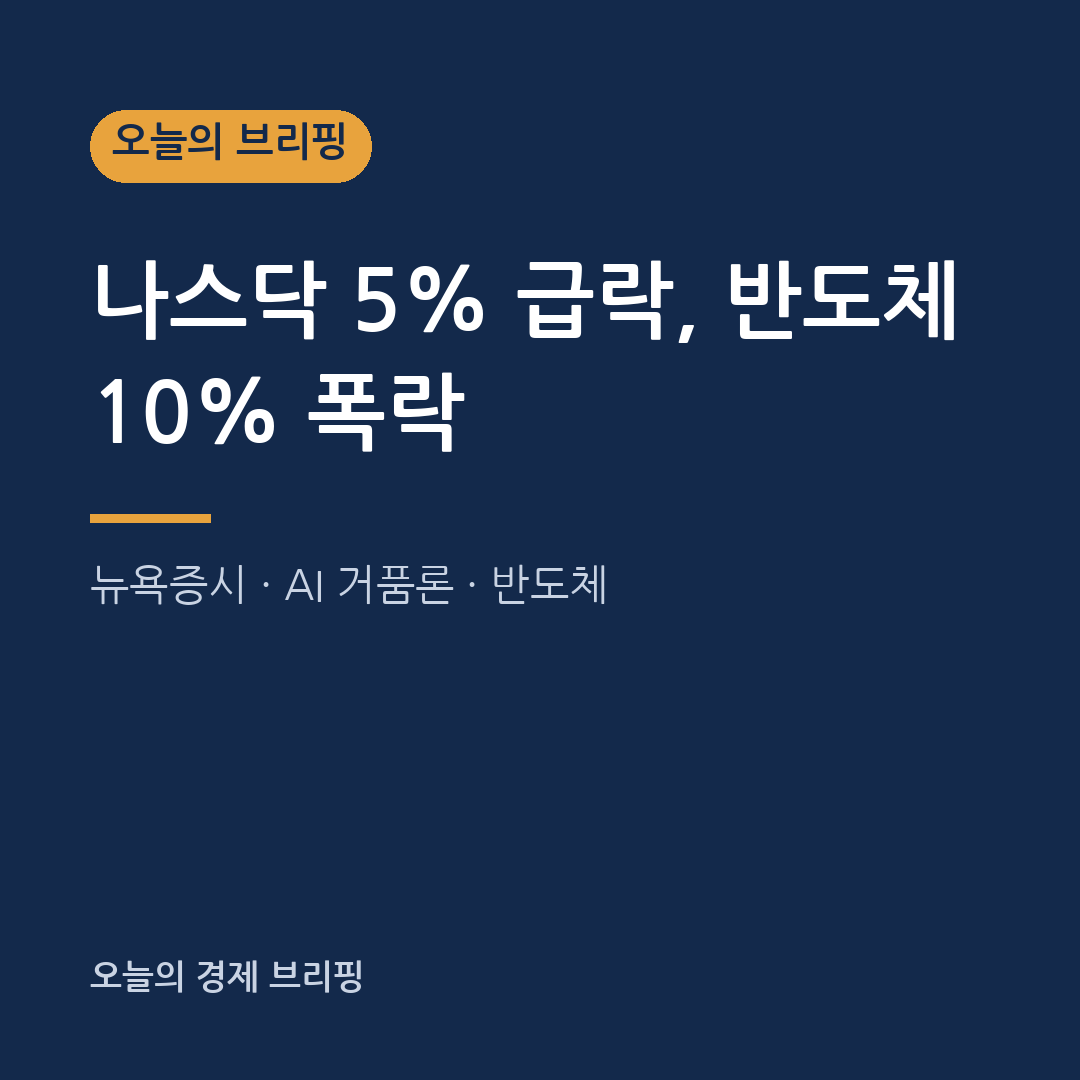 오늘의 브리핑
나스닥 5% 급락, 반도체
10% 폭락
뉴욕증시 · AI 거품론 · 반도체
오늘의 경제 브리핑